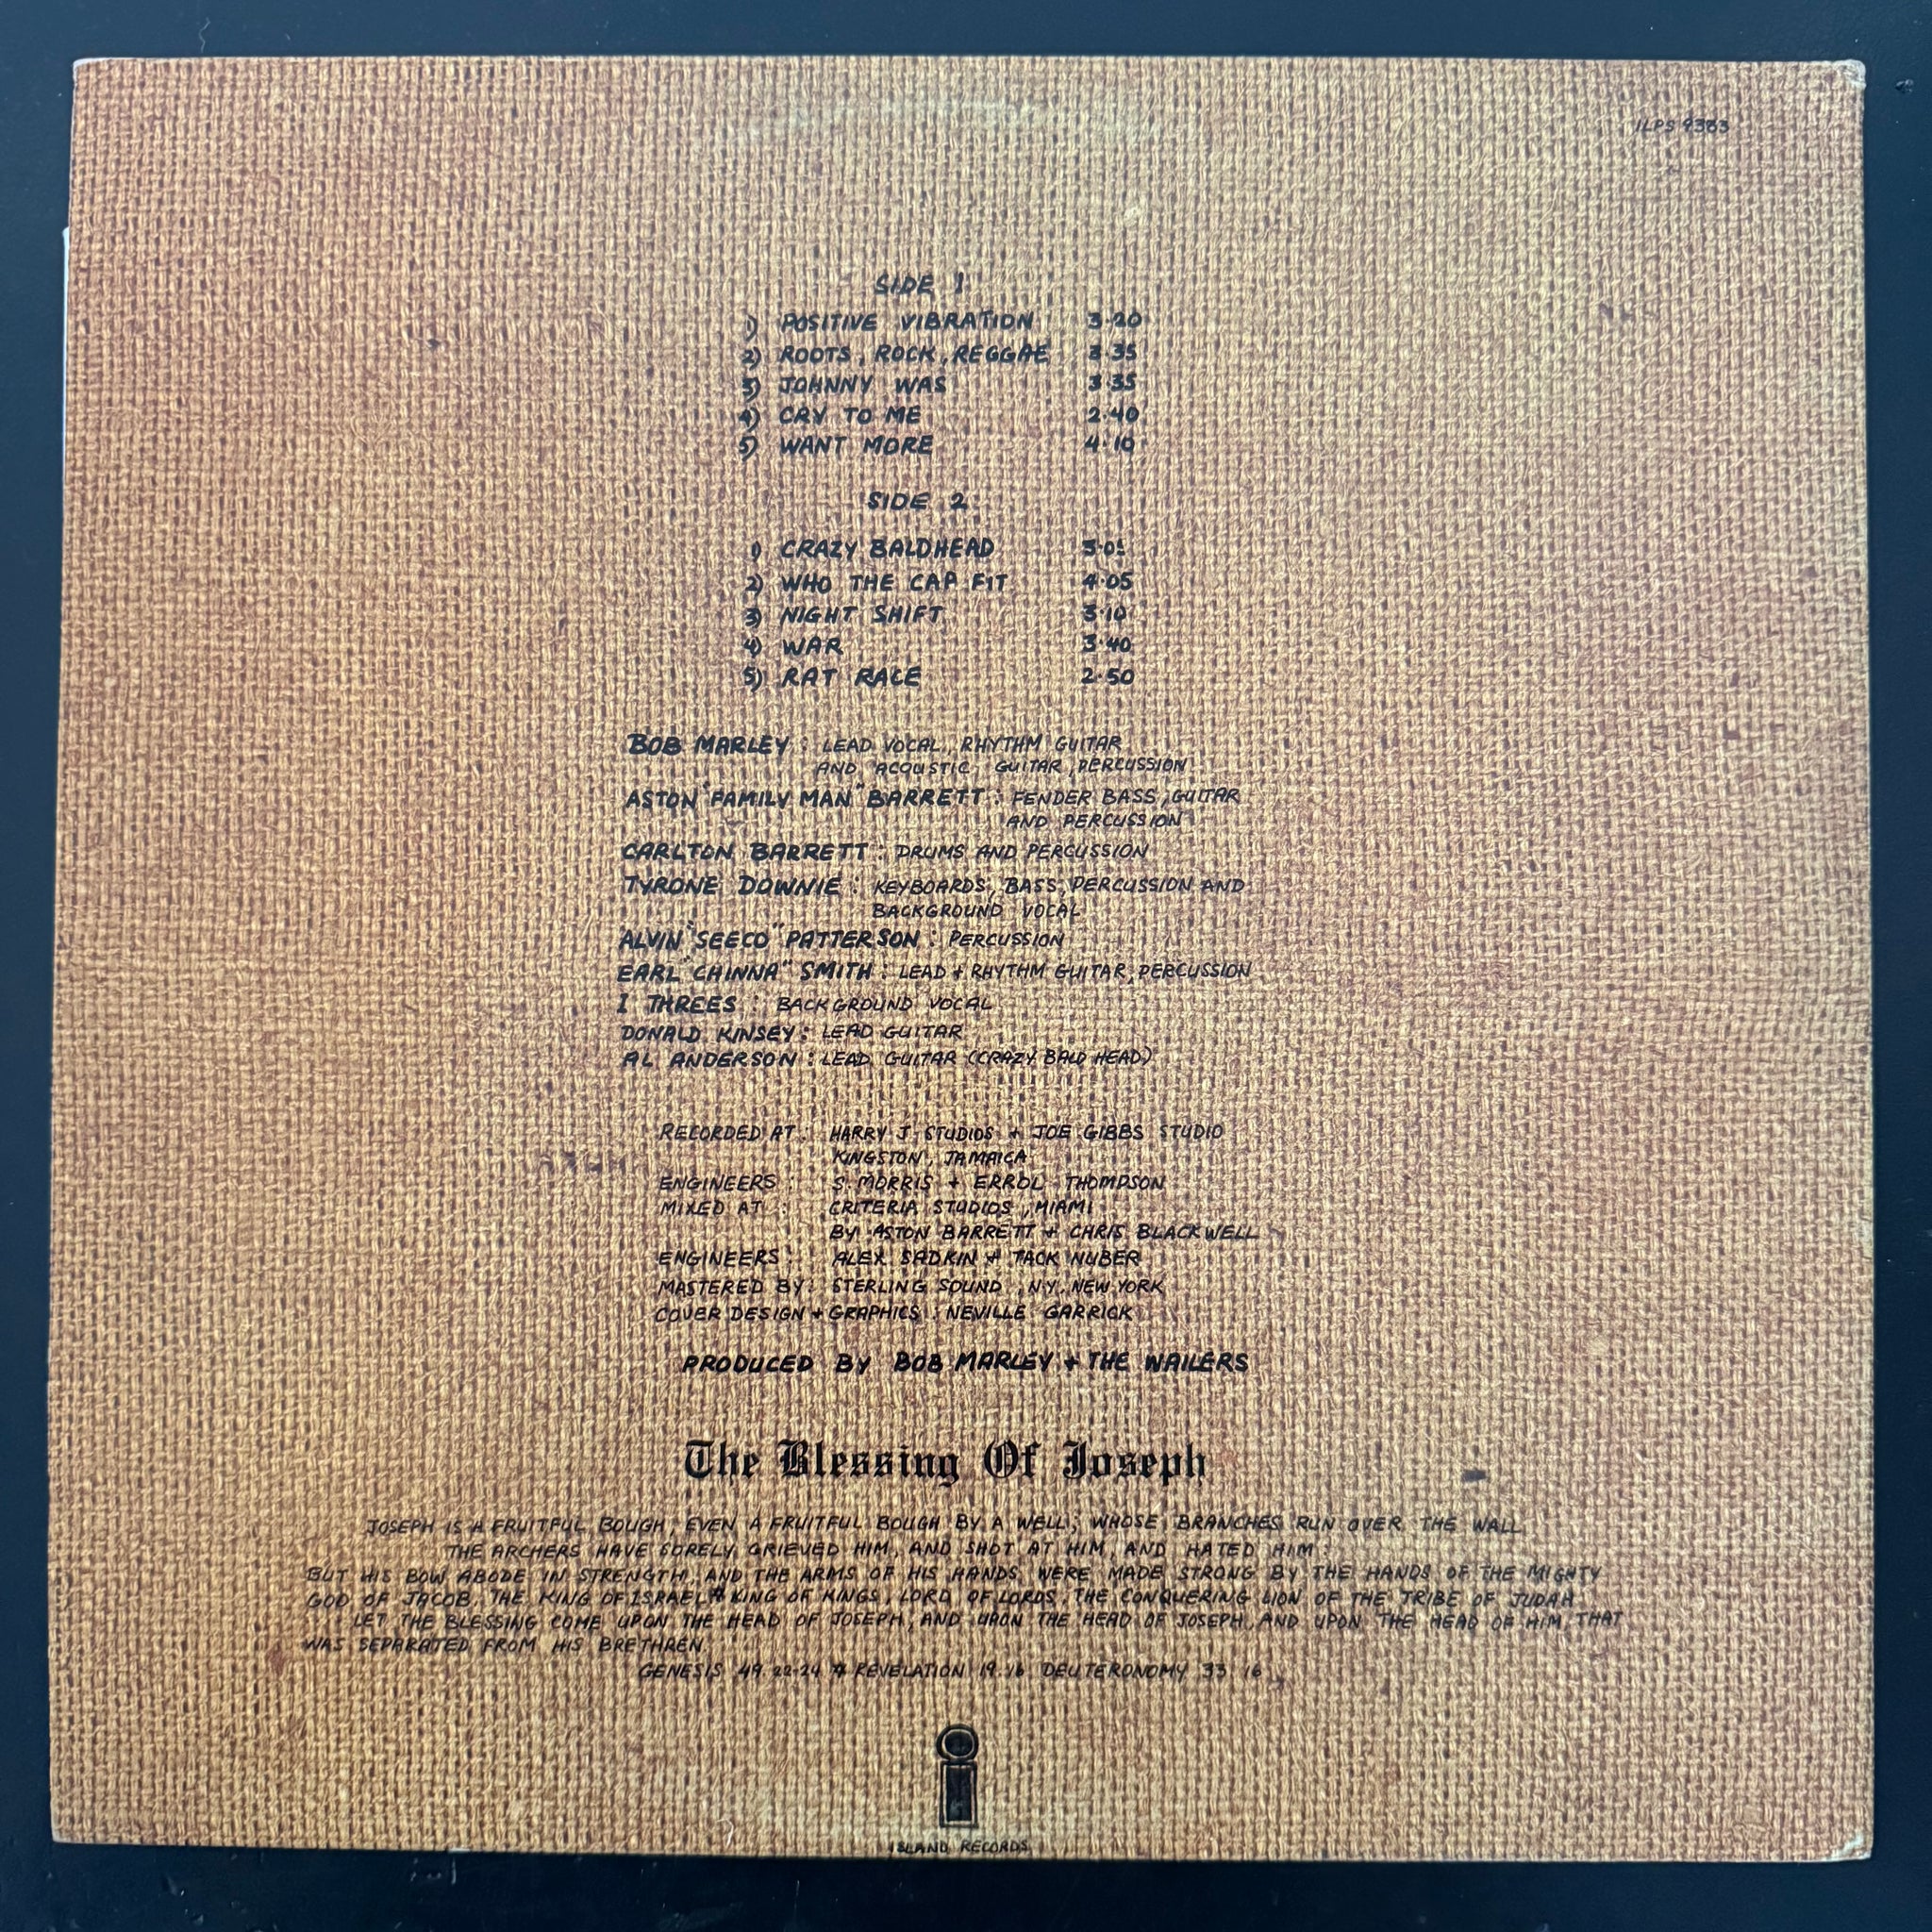 ILPS 9383
SIDE 1
1) POSITIVE VIBRATION 3·20
2) ROOTS, ROCK, REGGAE 3·35
3) JOHNNY WAS 3·35
4) CRY TO ME 2·40
5) WANT MORE 4·10
SIDE 2
1) CRAZY BALDHEAD
2) WHO THE CAP FIT 4·05
3) NIGHT SHIFT 3·10
4) WAR 3·40
5) RAT RACE 2·50
BOB MARLEY : LEAD VOCAL, RHYTHM GUITAR
AND ACOUSTIC GUITAR, PERCUSSION
ASTON "FAMILY MAN" BARRETT : FENDER BASS, GUITAR
AND PERCUSSION
CARLTON BARRETT : DRUMS AND PERCUSSION
TYRONE DOWNIE : KEYBOARDS, BASS, PERCUSSION AND
BACKGROUND VOCAL
ALVIN "SEECO" PATTERSON : PERCUSSION
EARL "CHINNA" SMITH : LEAD + RHYTHM GUITAR, PERCUSSION
I THREES : BACKGROUND VOCAL
DONALD KINSEY : LEAD GUITAR
AL ANDERSON : LEAD GUITAR (CRAZY BALD HEAD)
RECORDED AT : HARRY J STUDIOS + JOE GIBBS STUDIO
KINGSTON, JAMAICA
ENGINEERS : S. MORRIS + ERROL THOMPSON
MIXED AT : CRITERIA STUDIOS, MIAMI
BY ASTON BARRETT + CHRIS BLACKWELL
ENGINEERS : ALEX SADKIN + TACK NUBER
MASTERED BY : STERLING SOUND, N.Y. NEW YORK
COVER DESIGN + GRAPHICS : NEVILLE GARRICK
PRODUCED BY BOB MARLEY + THE WAILERS
The Blessing Of Joseph
JOSEPH IS A FRUITFUL BOUGH, EVEN A FRUITFUL BOUGH BY A WELL; WHOSE BRANCHES RUN OVER THE WALL
THE ARCHERS HAVE SORELY GRIEVED HIM, AND SHOT AT HIM, AND HATED HIM :
BUT HIS BOW ABODE IN STRENGTH, AND THE ARMS OF HIS HANDS WERE MADE STRONG BY THE HANDS OF THE MIGHTY
GOD OF JACOB, THE KING OF ISRAEL * KING OF KINGS, LORD OF LORDS, THE CONQUERING LION OF THE TRIBE OF JUDAH
LET THE BLESSING COME UPON THE HEAD OF JOSEPH, AND UPON THE HEAD OF JOSEPH, AND UPON THE HEAD OF HIM, THAT
WAS SEPARATED FROM HIS BRETHREN.
GENESIS 49. 22-24 * REVELATION 19. 16 DEUTERONOMY 33. 16
i
ISLAND RECORDS